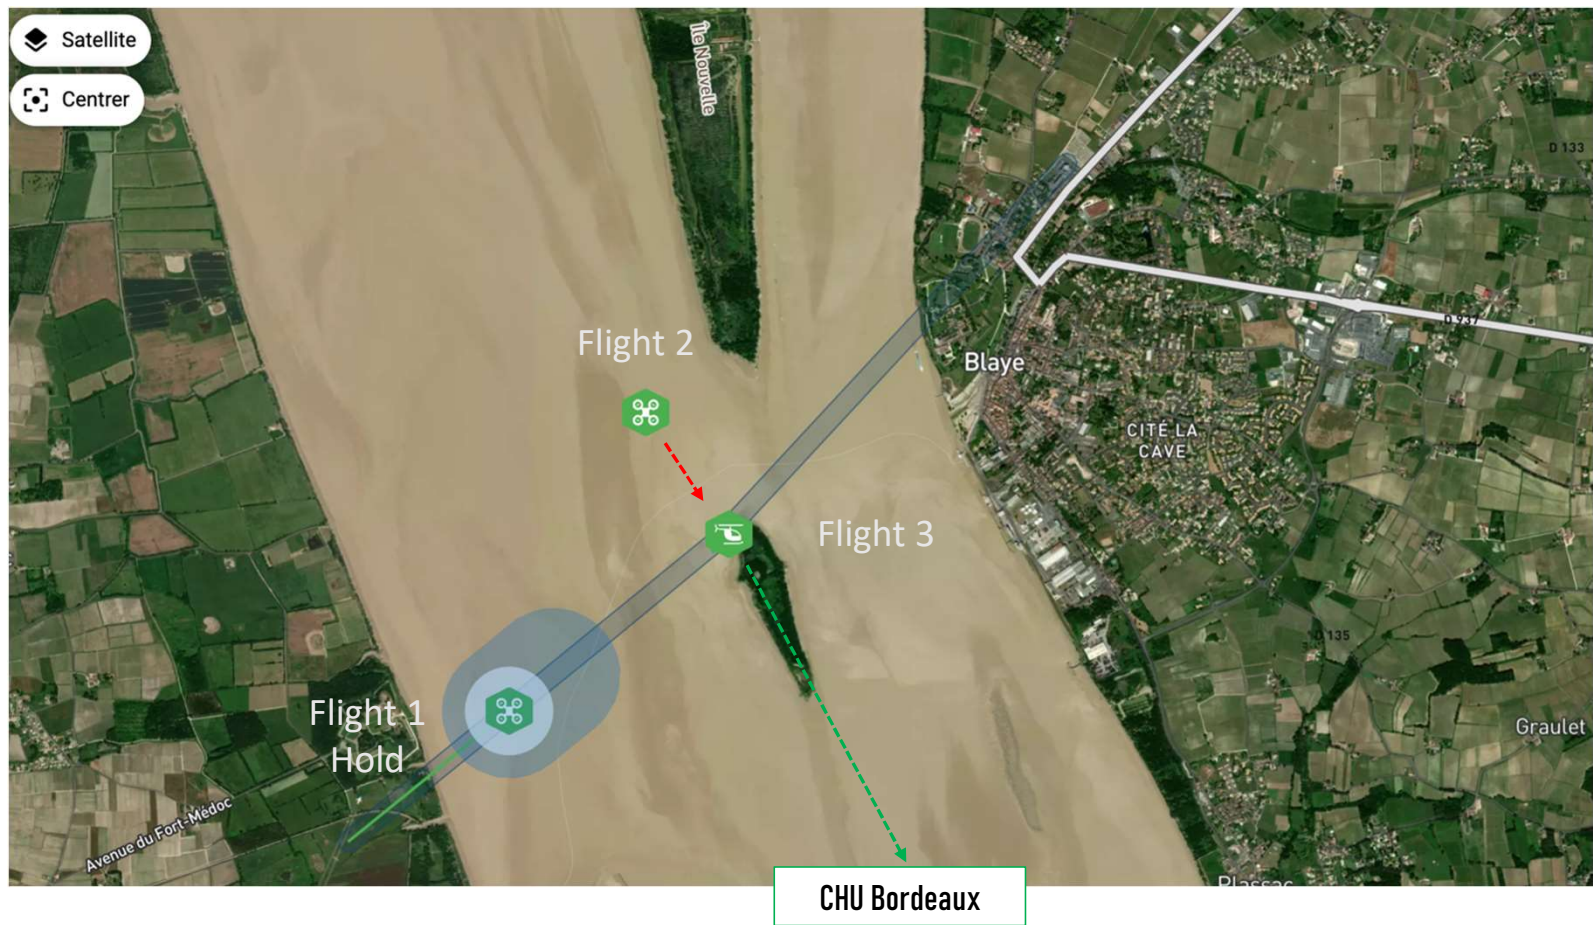 Satellite
Centrer
Île Nouvelle
D 133
Flight 2
Blaye
D 937
CITÉ LA
CAVE
Flight 3
D 135
Flight 1
Hold
Graulet
Avenue du Fort-Médoc
Plassac
CHU Bordeaux